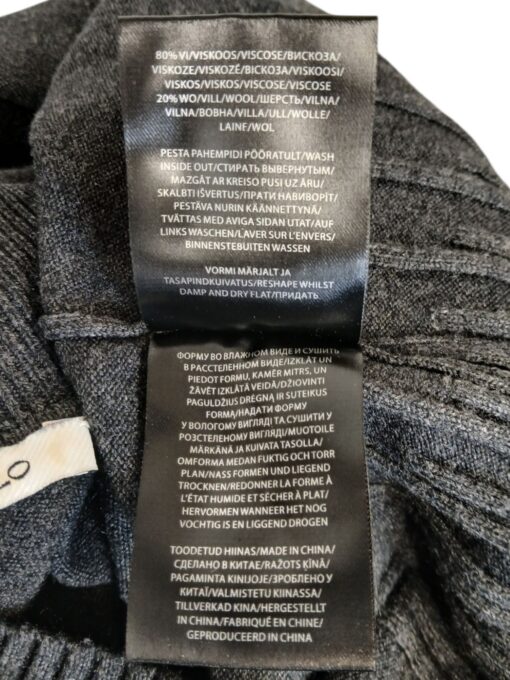 80% VI/VISKOOS/VISCOSE/ВИСКОЗА/
VISKOZE/VISKOZĖ/ВІСКОЗА/VISKOOSI/
VISKOS/VISKOS/VISCOSE/VISCOSE
20% WO/VILL/WOOL/ШЕРСТЬ/VILNA/
VILNA/ВОВНА/VILLA/ULL/WOLLE/
LAINE/WOL
PESTA PAHEMPIDI PÖÖRATULT/WASH
INSIDE OUT/СТИРАТЬ ВЫВЕРНУТЫМ/
MAZGĀT AR KREISO PUSI UZ ĀRU/
SKALBTI IŠVERTUS/ПРАТИ НАВИВОРІТ/
PESTÄVÄ NURIN KÄÄNNETTYNÄ/
TVÄTTAS MED AVIGA SIDAN UTAT/AUF
LINKS WASCHEN/LAVER SUR L'ENVERS/
BINNENSTEBUITEN WASSEN
VORMI MÄRJALT JA
TASAPINDKUIVATUS/RESHAPE WHILST
DAMP AND DRY FLAT/ПРИДАТЬ
ФОРМУ ВО ВЛАЖНОМ ВИДЕ И СУШИТЬ
В РАССТЕЛЕННОМ ВИДЕ/IZKLĀT UN
PIEDOT FORMU, KAMĒR MITRS, UN
ŽĀVĒT IZKLĀTĀ VEIDĀ/DŽIOVINTI
PAGULDŽIUS DRĖGNĄ IR SUTEIKUS
FORMĄ/НАДАТИ ФОРМУ
У ВОЛОГОМУ ВИГЛЯДІ ТА СУШИТИ У
РОЗСТЕЛЕНОМУ ВИГЛЯДІ/MUOTOILE
MÄRKÄNÄ JA KUIVATA TASOLLA/
OMFORMA MEDAN FUKTIG OCH TORR
PLAN/NASS FORMEN UND LIEGEND
TROCKNEN/REDONNER LA FORME À
L'ÉTAT HUMIDE ET SÉCHER À PLAT/
HERVORMEN WANNEER HET NOG
VOCHTIG IS EN LIGGEND DROGEN
TOODETUD HIINAS/MADE IN CHINA/
СДЕЛАНО В КИТАЕ/RAŽOTS ĶĪNĀ/
PAGAMINTA KINIJOJE/ЗРОБЛЕНО У
КИТАЇ/VALMISTETU KIINASSA/
TILLVERKAD KINA/HERGESTELLT
IN CHINA/FABRIQUÉ EN CHINE/
GEPRODUCEERD IN CHINA